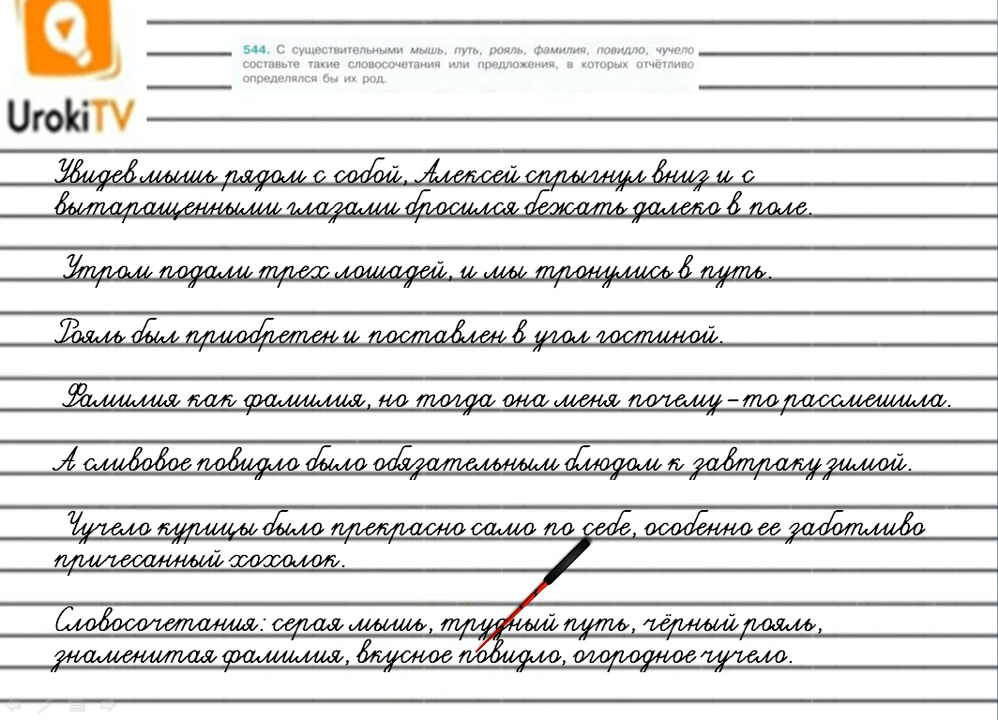 544. С существительными мышь, путь, рояль, фамилия, повидло, чучело
составьте такие словосочетания или предложения, в которых отчётливо
определялся бы их род.
UrokiTV
Увидев мышь рядом с собой, Алексей спрыгнул вниз и с
вытаращенными глазами бросился бежать далеко в поле.
Утром подали трех лошадей, и мы тронулись в путь.
Рояль был приобретен и поставлен в угол гостиной.
Фамилия как фамилия, но тогда она меня почему-то рассмешила.
А сливовое повидло было обязательным блюдом к завтраку зимой.
Чучело курицы было прекрасно само по себе, особенно ее заботливо
причесанный хохолок.
Словосочетания: серая мышь, трудный путь, чёрный рояль,
знаменитая фамилия, вкусное повидло, огородное чучело.